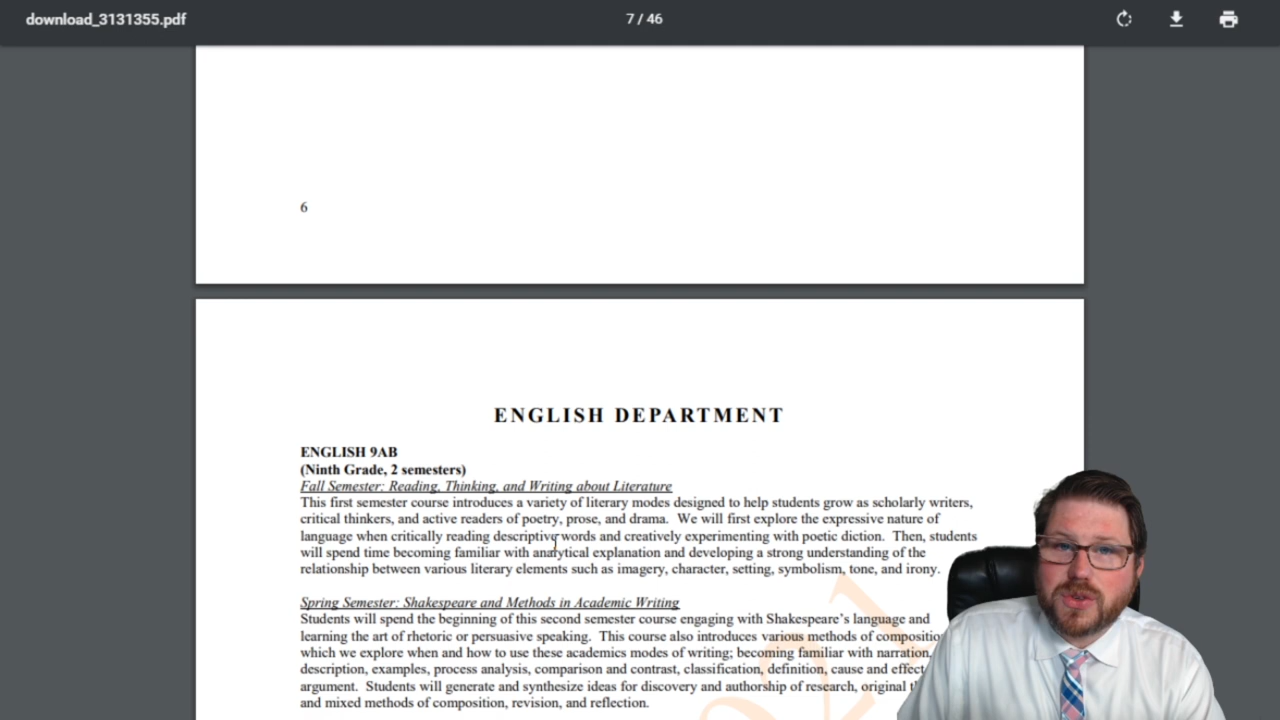 download_3131355.pdf
7 / 46
6
ENGLISH DEPARTMENT
ENGLISH 9AB
(Ninth Grade, 2 semesters)
Fall Semester: Reading, Thinking, and Writing about Literature
This first semester course introduces a variety of literary modes designed to help students grow as scholarly writers,
critical thinkers, and active readers of poetry, prose, and drama. We will first explore the expressive nature of
language when critically reading descriptive words and creatively experimenting with poetic diction. Then, students
will spend time becoming familiar with analytical explanation and developing a strong understanding of the
relationship between various literary elements such as imagery, character, setting, symbolism, tone, and irony.
Spring Semester: Shakespeare and Methods in Academic Writing
Students will spend the beginning of this second semester course engaging with Shakespeare's language and
learning the art of rhetoric or persuasive speaking. This course also introduces various methods of
which we explore when and how to use these academics modes of writing; becoming familiar with narration,
description, examples, process analysis, comparison and contrast, classification, definition, cause and effect
argument. Students will generate and synthesize ideas for discovery and authorship of research, original
and mixed methods of composition, revision, and reflection.